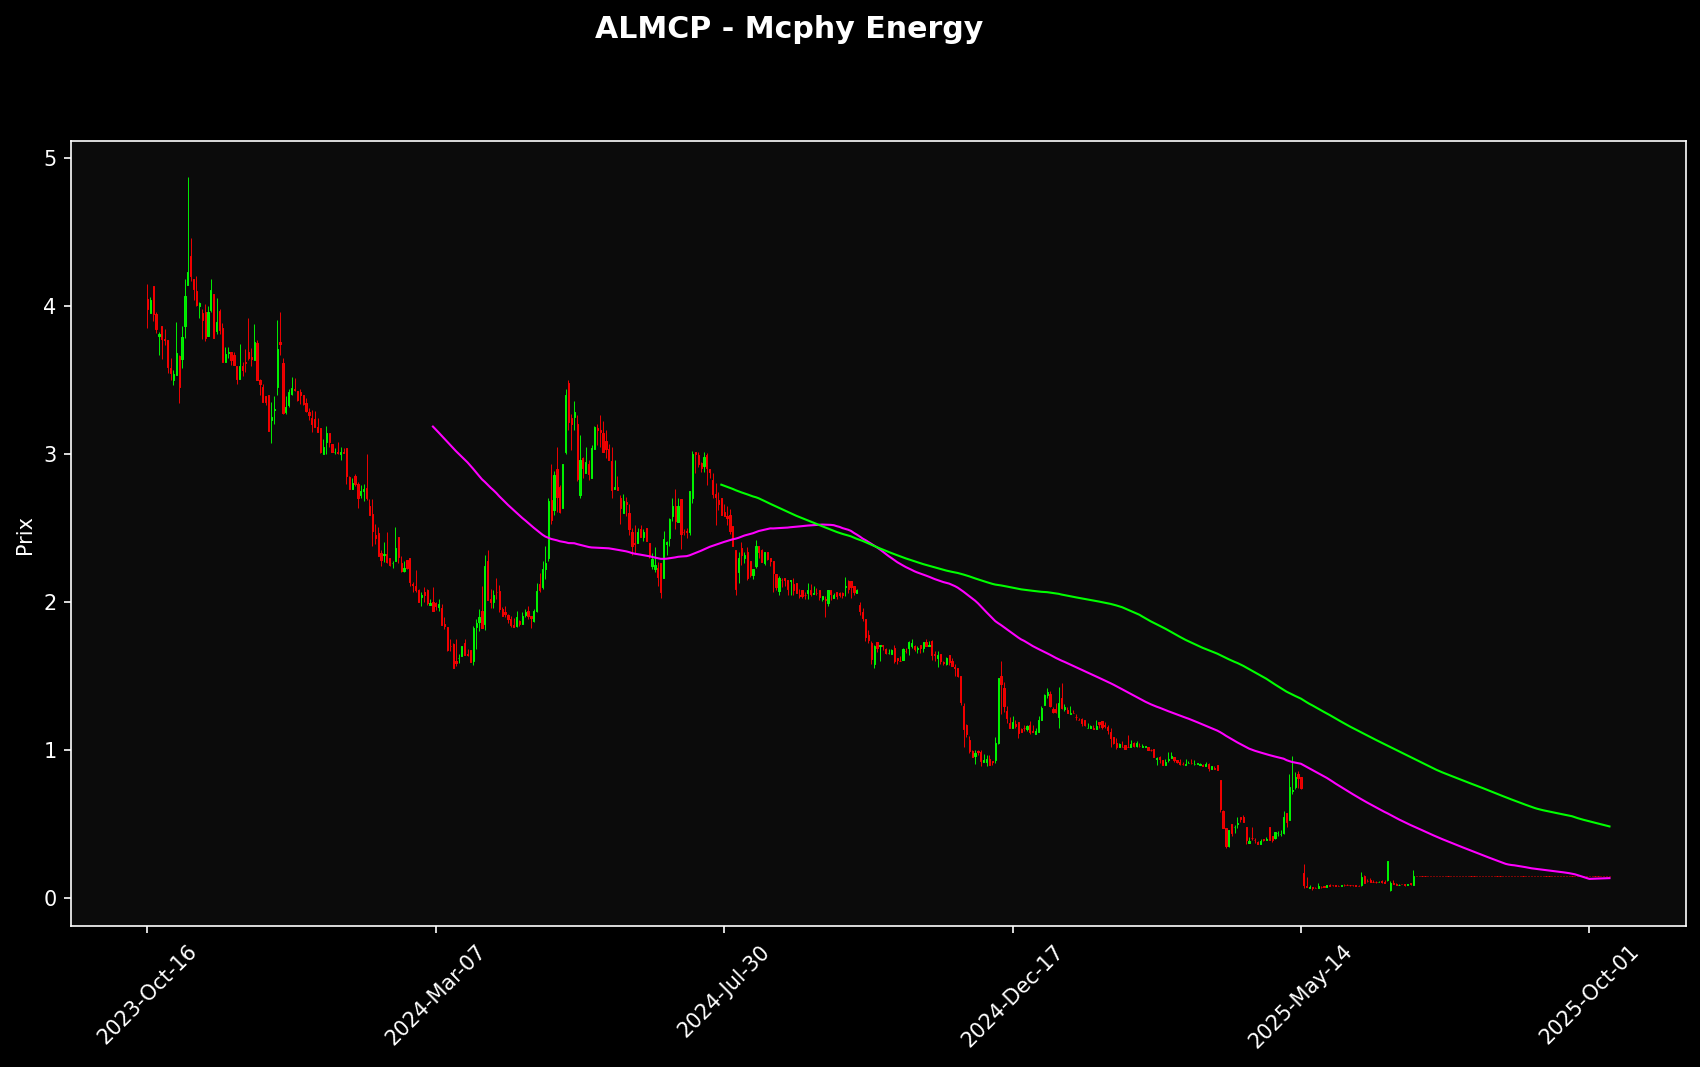 ALMCP - Mcphy Energy
Prix
5
4
3
2
1
0
2023-Oct-16
2024-Mar-07
2024-Jul-30
2024-Dec-17
2025-May-14
2025-Oct-01